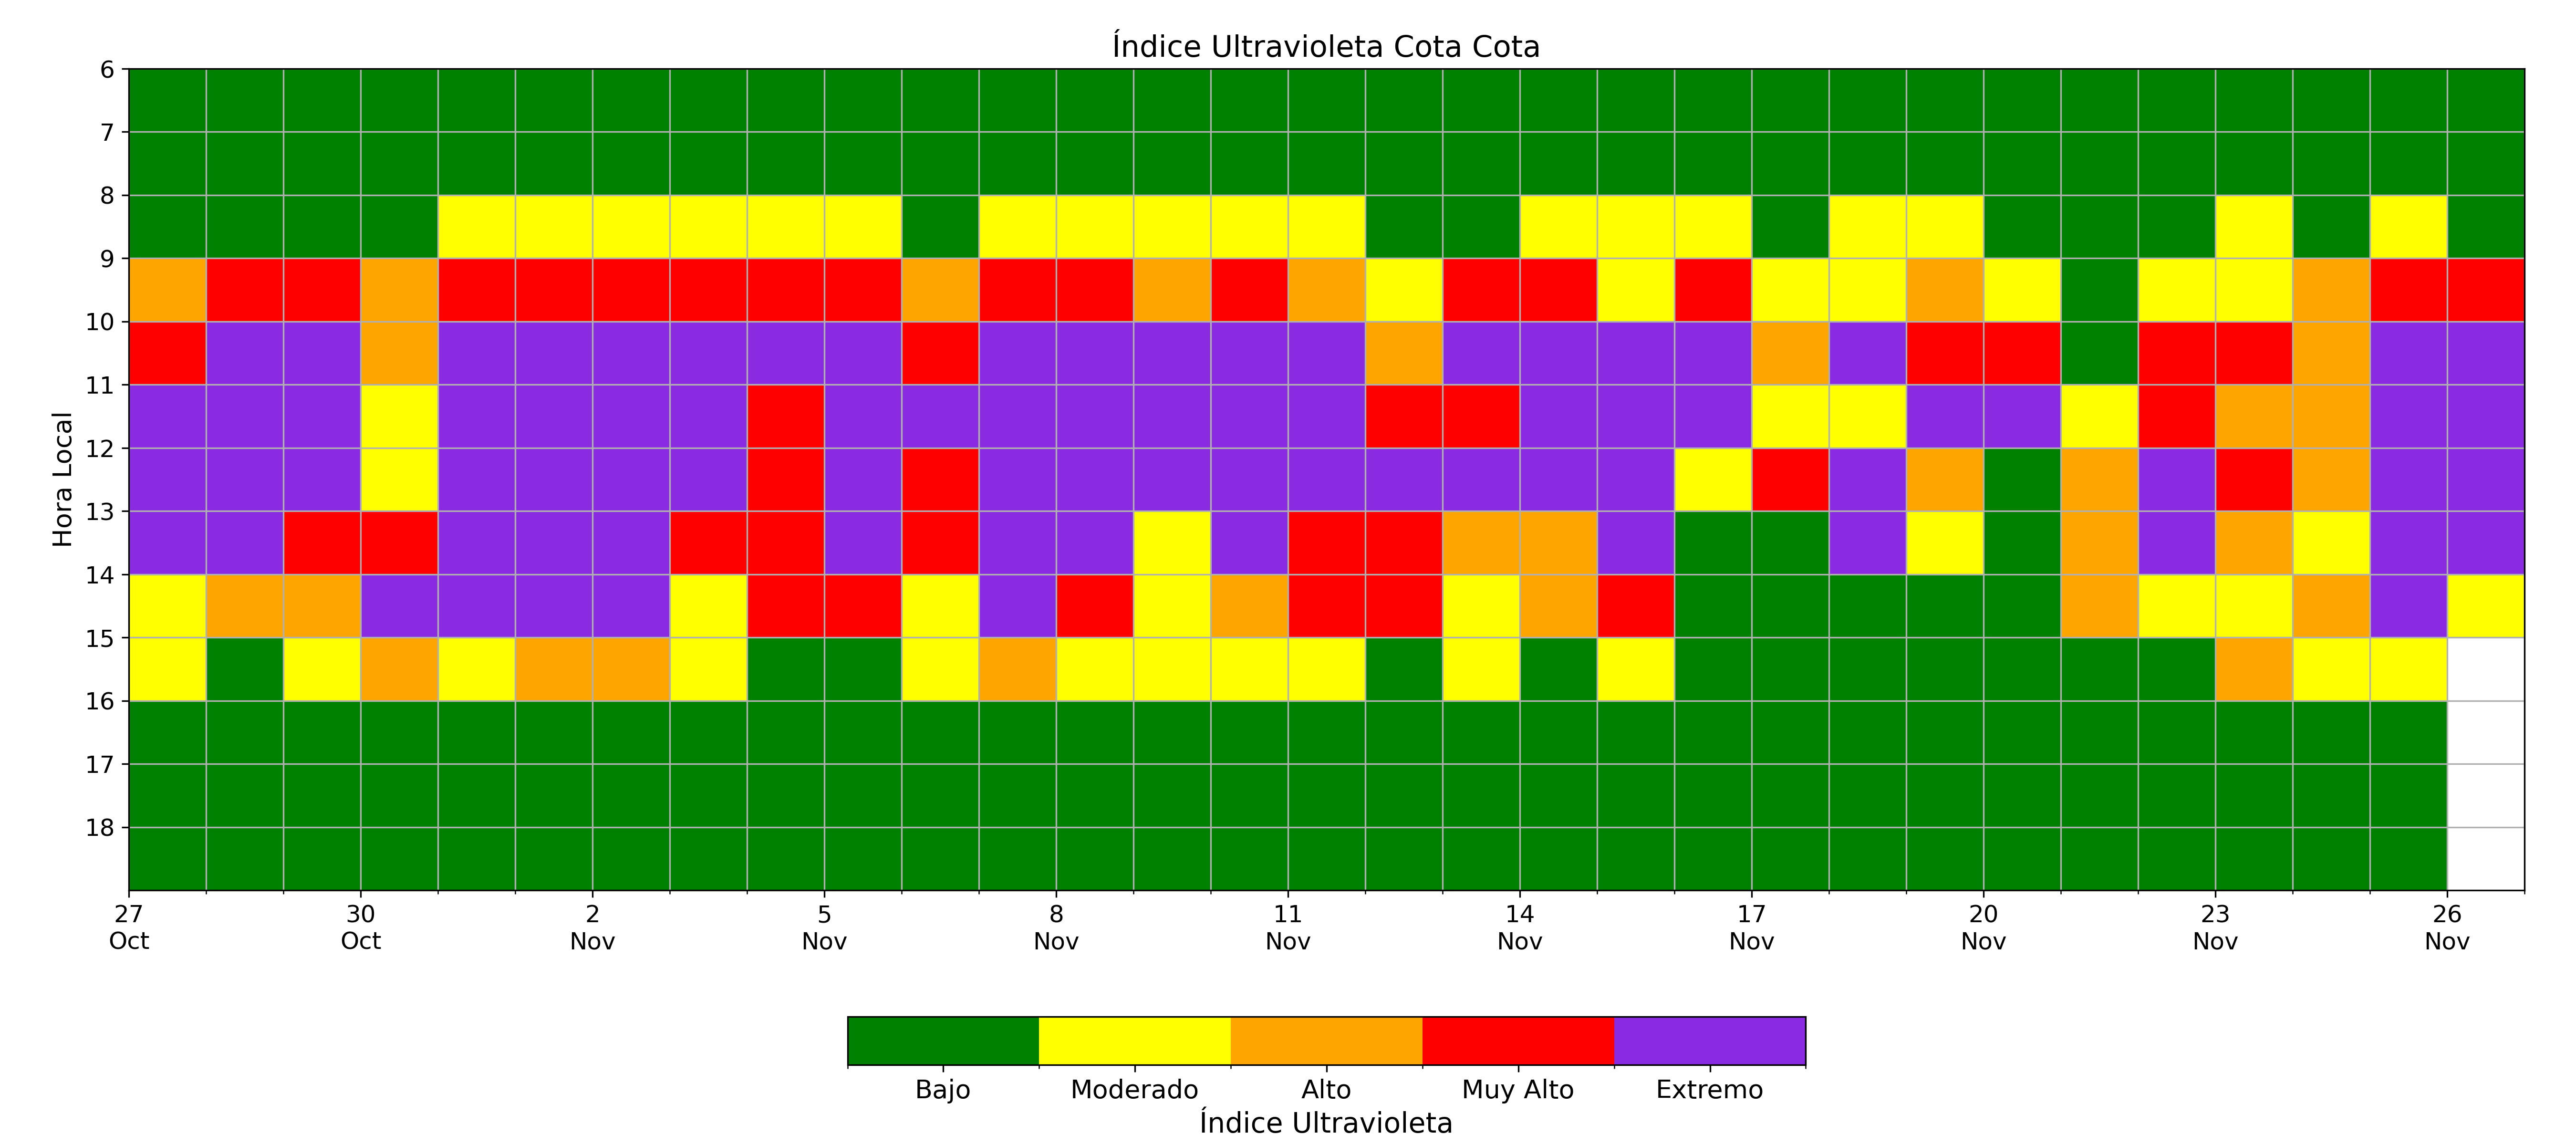 Índice Ultravioleta Cota Cota
Hora Local
6
7
8
9
10
11
12
13
14
15
16
17
18
27 30 2 5 8 11 14 17 20 23 26
Oct Oct Nov Nov Nov Nov Nov Nov Nov Nov Nov
Bajo Moderado Alto Muy Alto Extremo
Índice Ultravioleta